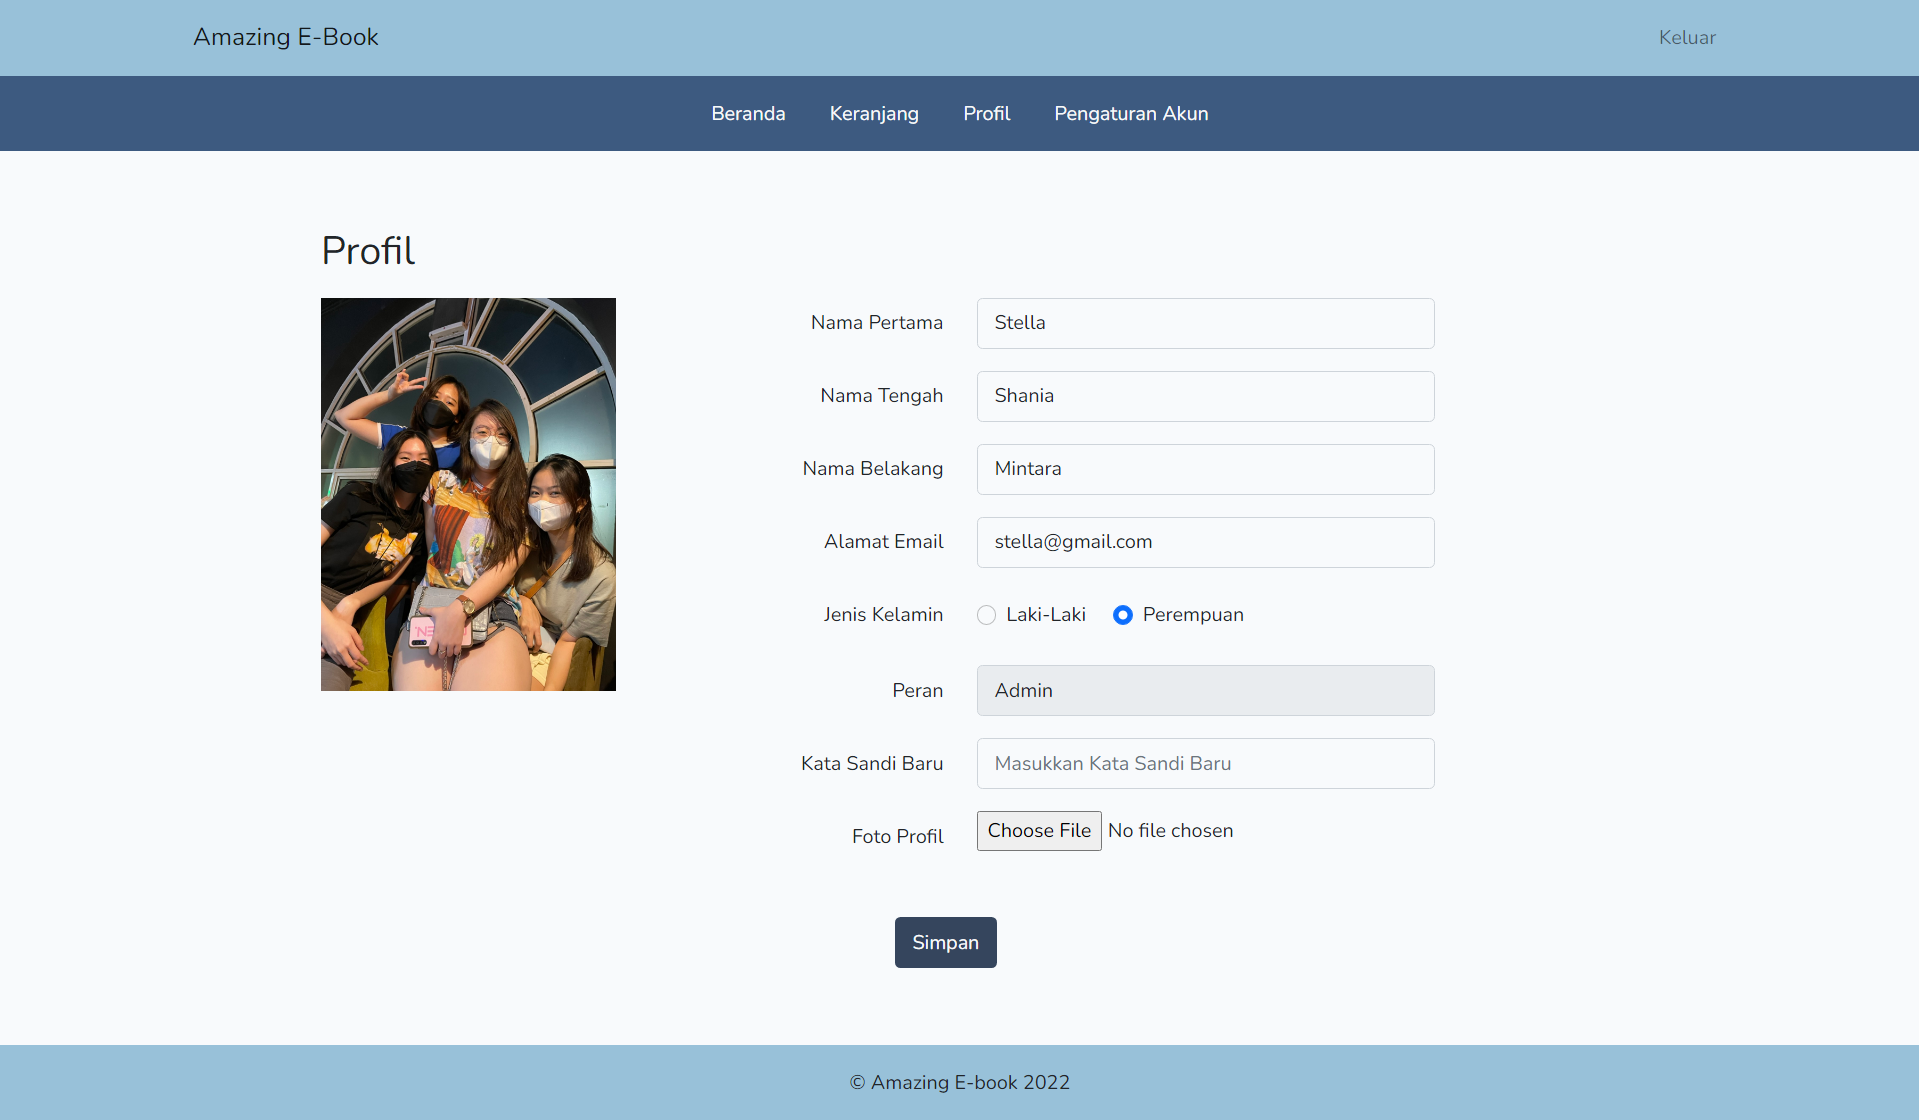 Amazing E-Book
Keluar
Beranda Keranjang Profil Pengaturan Akun
Profil
Nama Pertama Stella
Nama Tengah Shania
Nama Belakang Mintara
Alamat Email stella@gmail.com
Jenis Kelamin Laki-Laki Perempuan
Peran Admin
Kata Sandi Baru Masukkan Kata Sandi Baru
Foto Profil Choose File No file chosen
Simpan
© Amazing E-book 2022